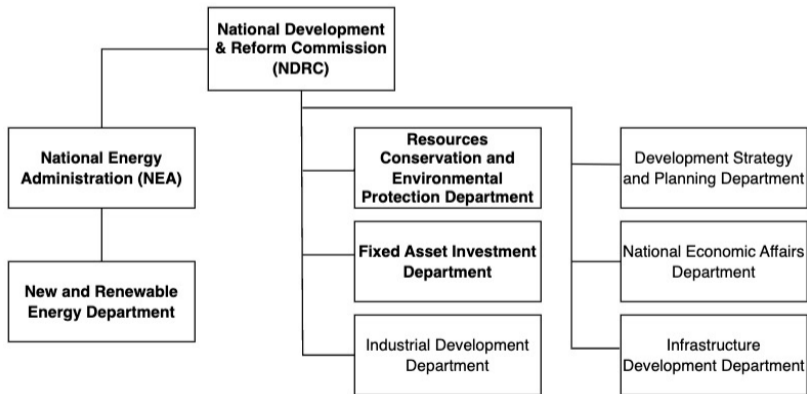 National Development
& Reform Commission
(NDRC)
National Energy
Administration (NEA)
New and Renewable
Energy Department
Resources
Conservation and
Environmental
Protection Department
Fixed Asset Investment
Department
Industrial Development
Department
Development Strategy
and Planning Department
National Economic Affairs
Department
Infrastructure
Development Department